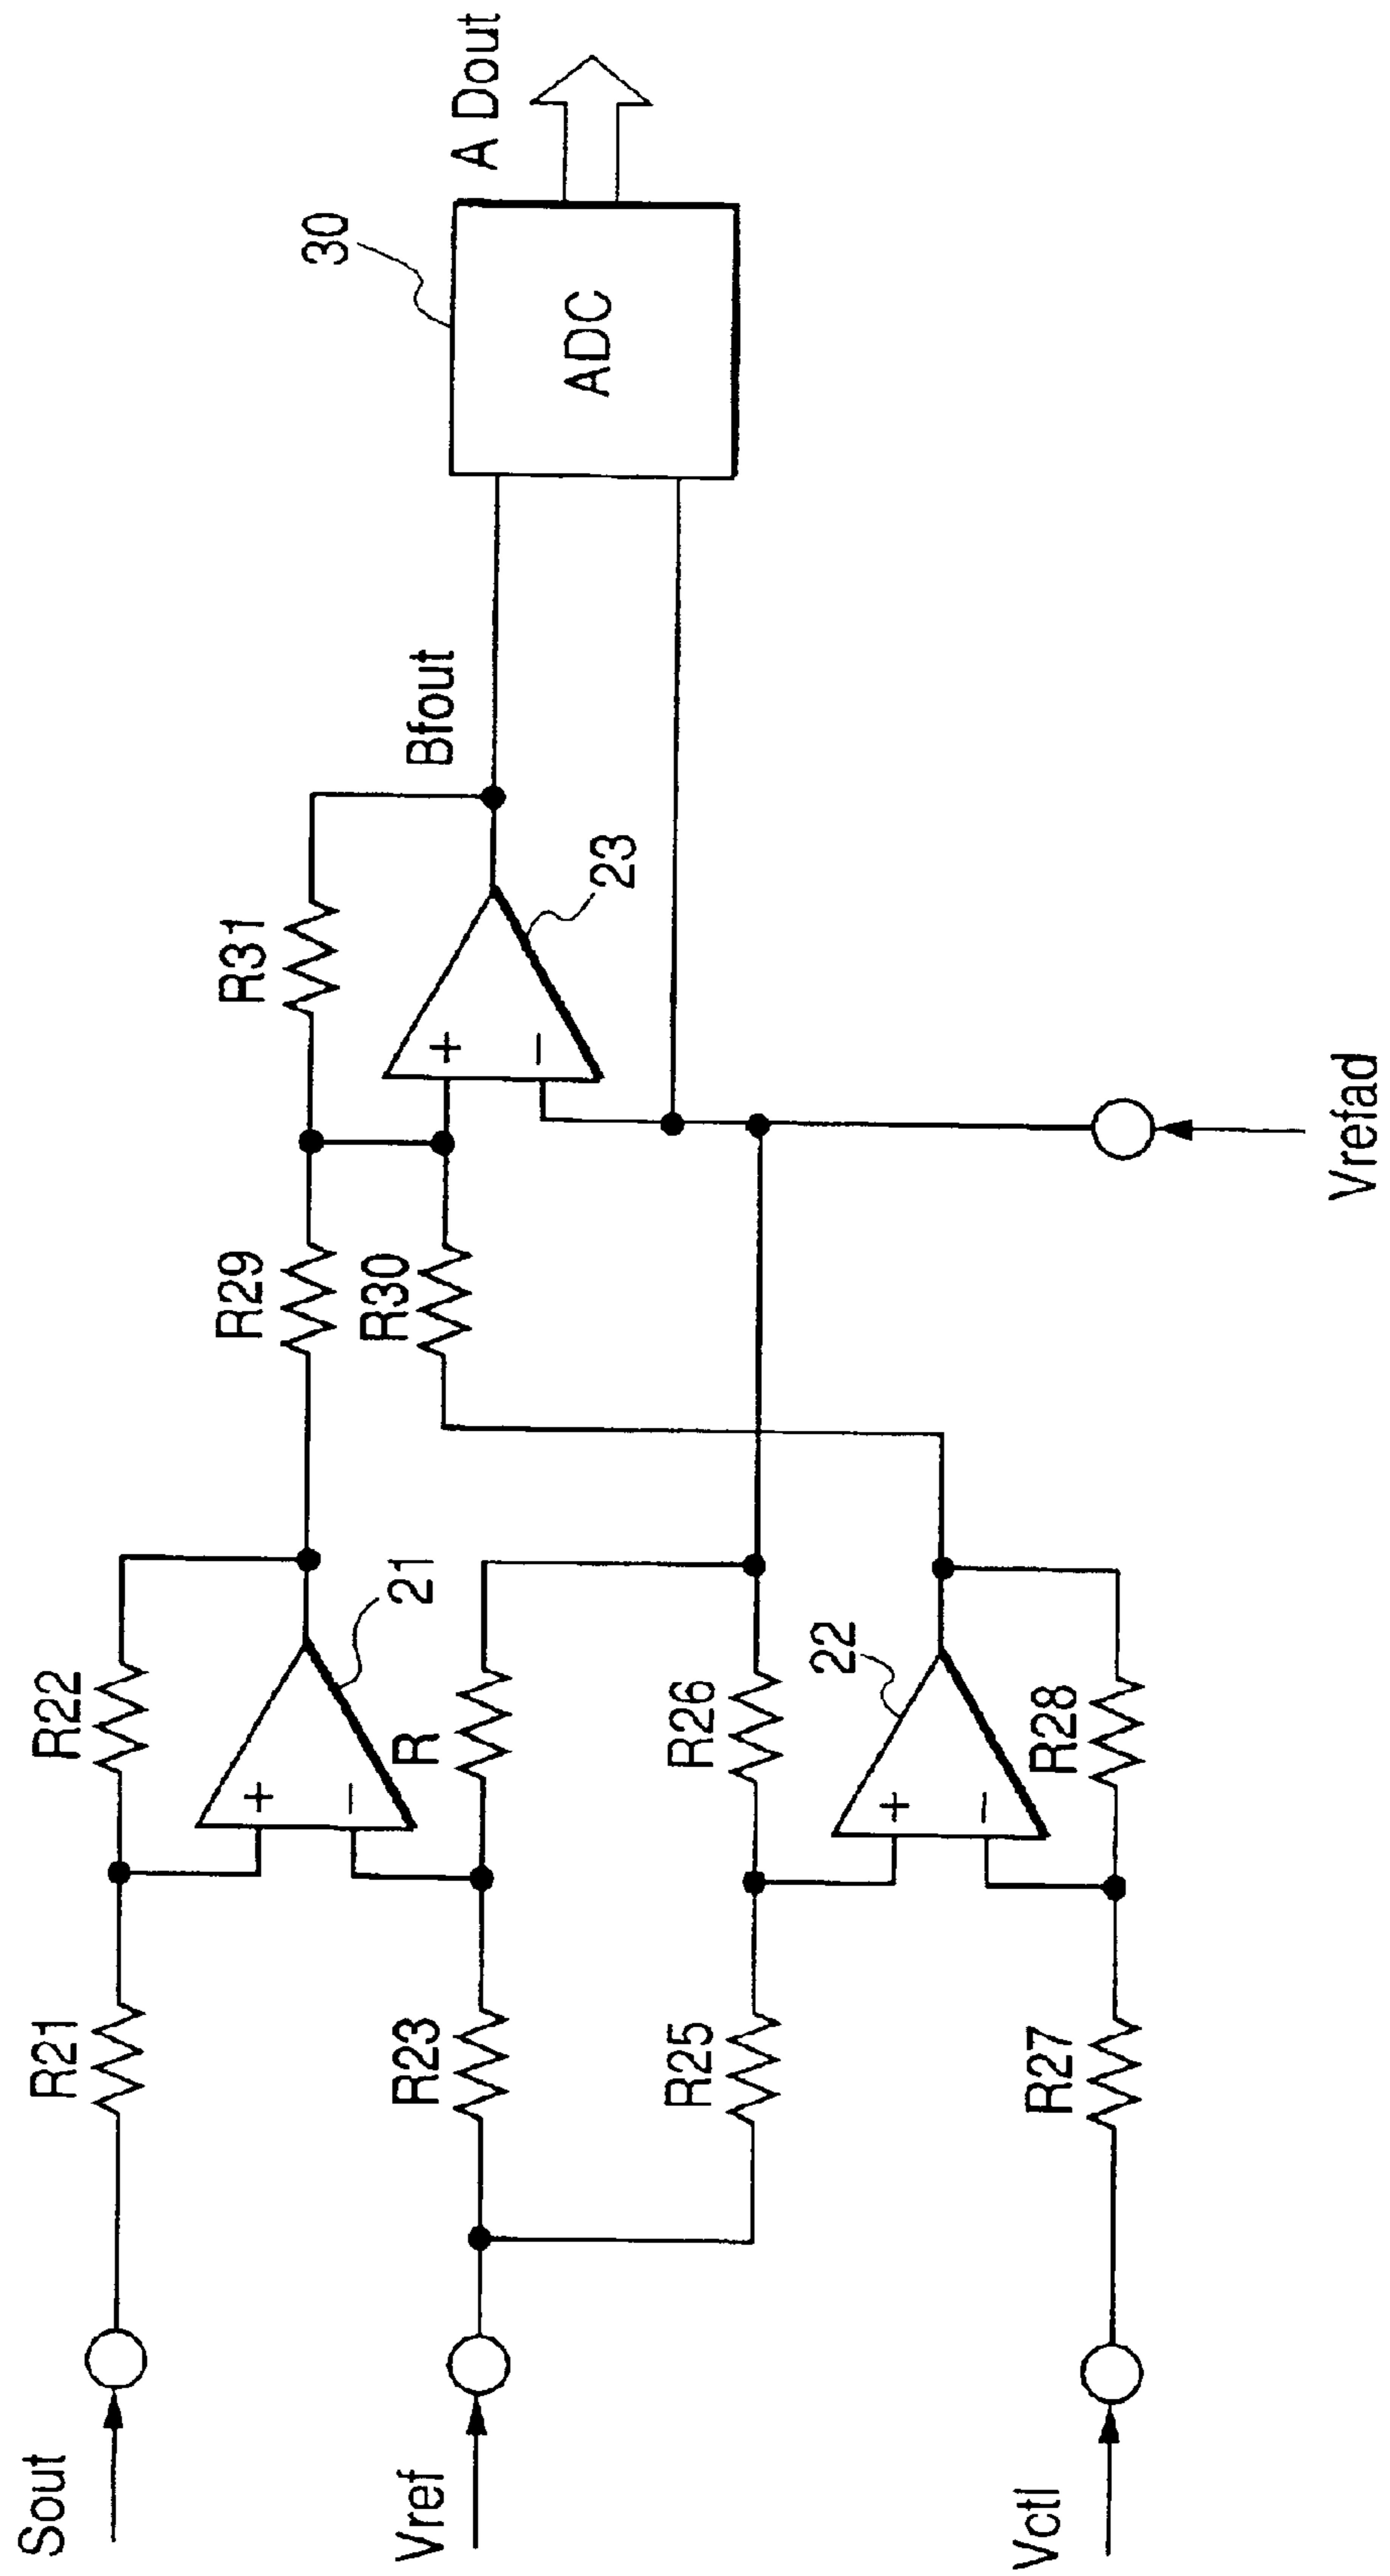 Sout
R21
R22
21
R29
R31
+
−
Bfout
23
30
ADC
A Dout
Vref
R23
R
R30
R25
R26
22
+
−
+
−
Vctl
R27
R28
Vrefad